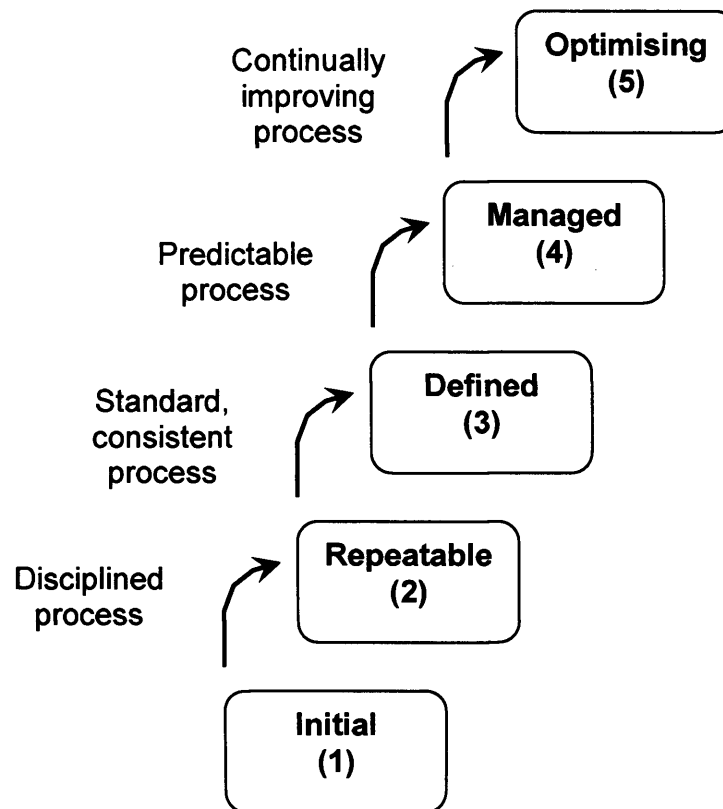 Optimising
(5)
Continually
improving
process
Managed
(4)
Predictable
process
Defined
(3)
Standard,
consistent
process
Repeatable
(2)
Disciplined
process
Initial
(1)